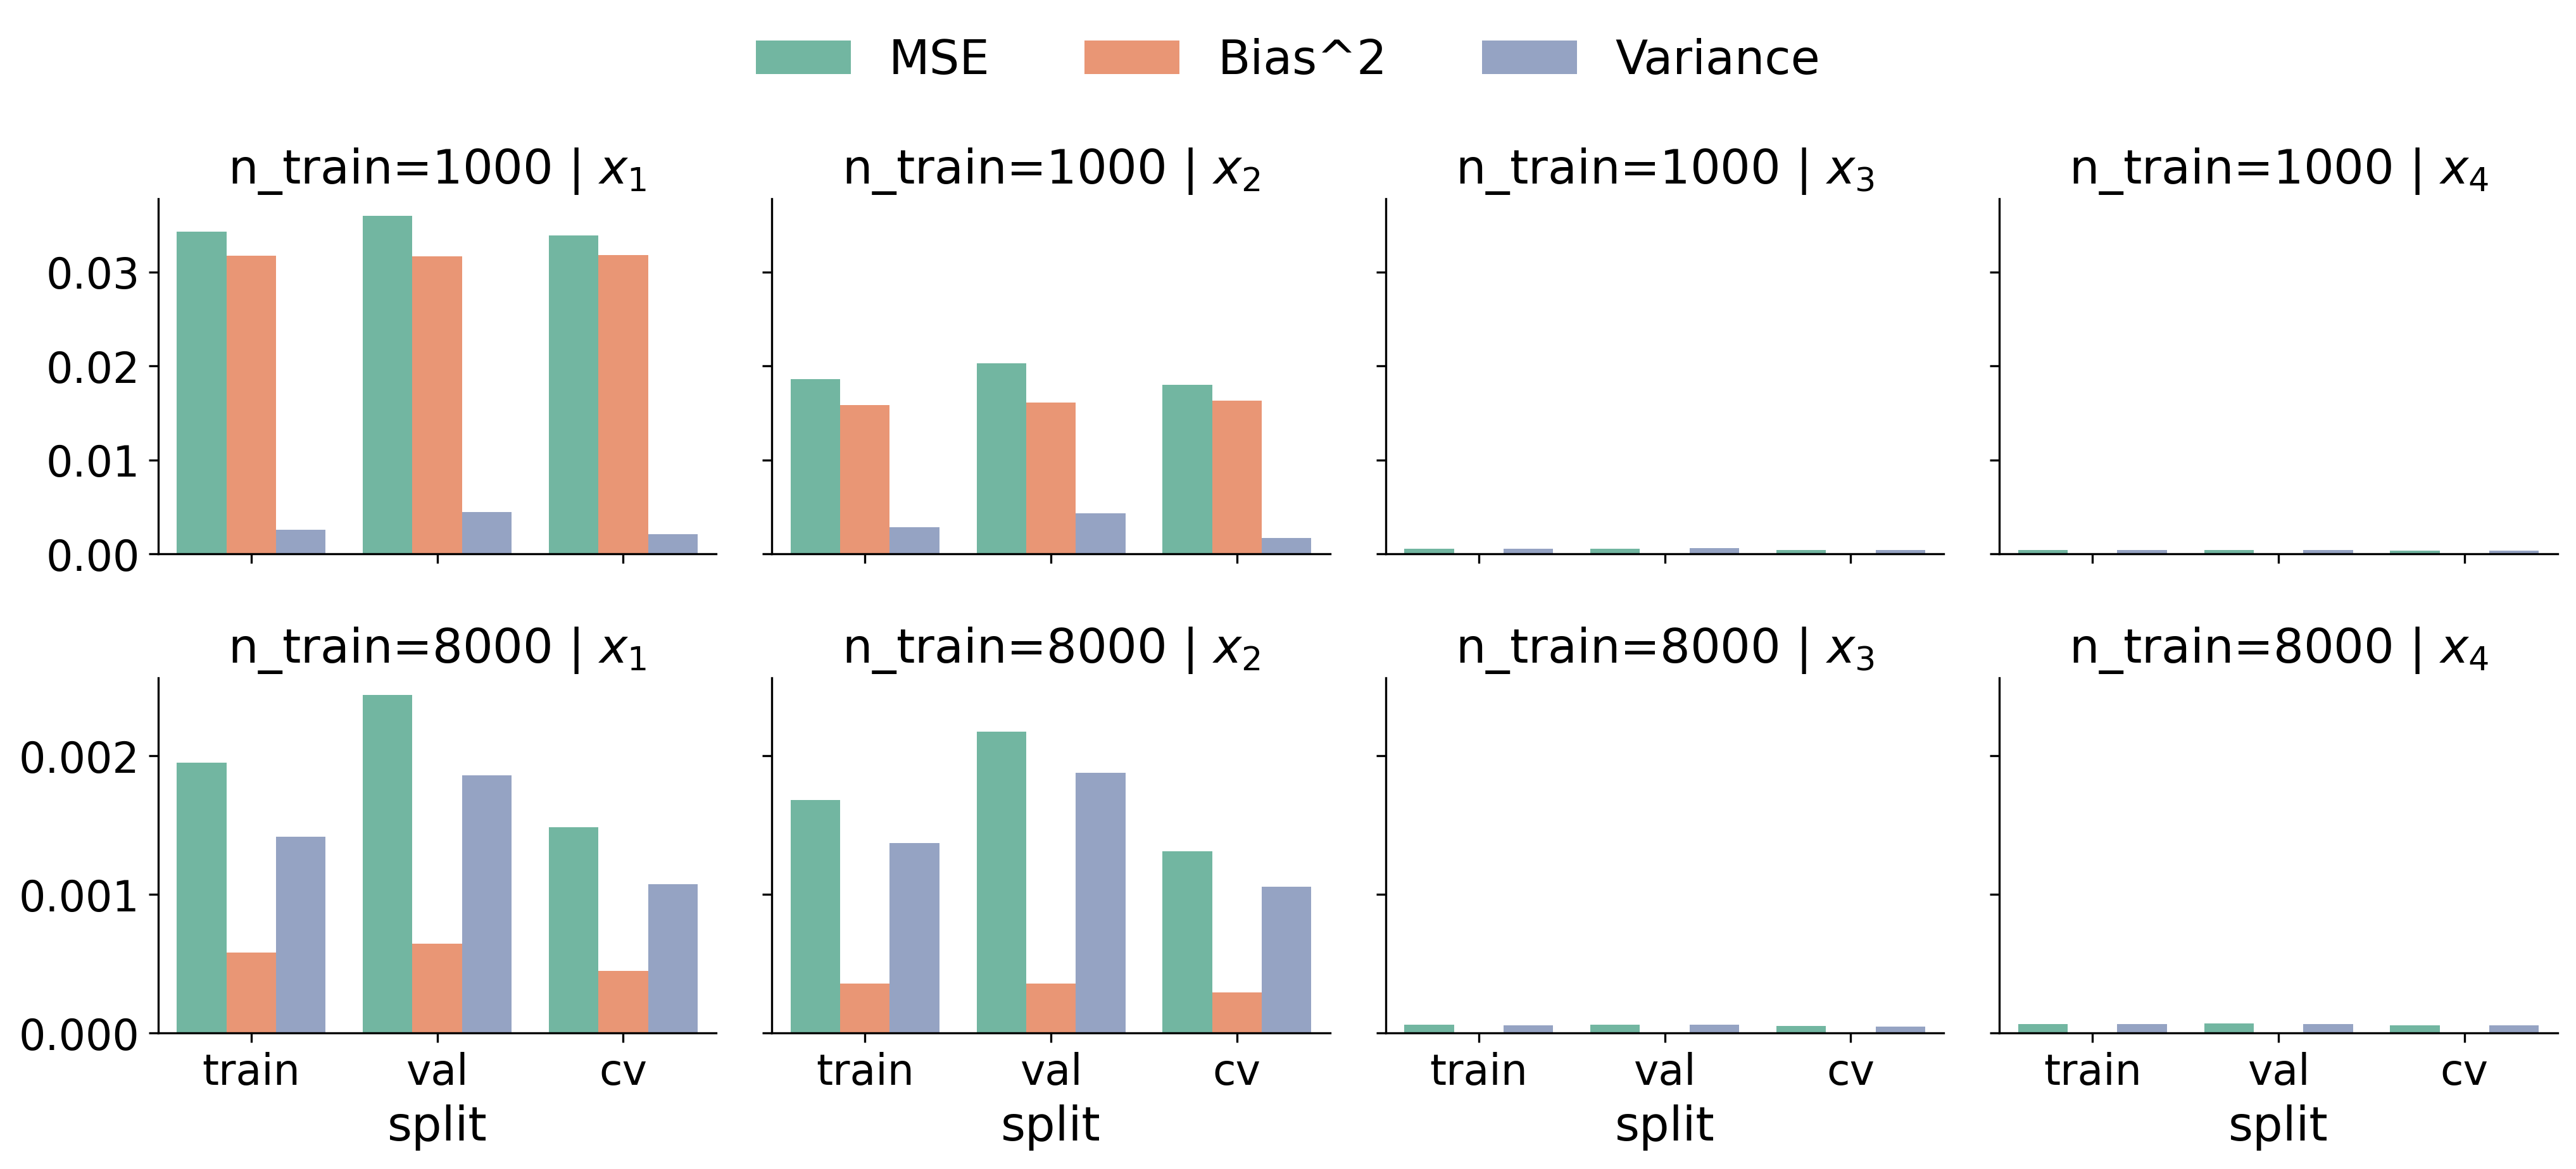 MSE Bias^2 Variance
n_train=1000 | x₁ n_train=1000 | x₂ n_train=1000 | x₃ n_train=1000 | x₄
0.03
0.02
0.01
0.00
n_train=8000 | x₁ n_train=8000 | x₂ n_train=8000 | x₃ n_train=8000 | x₄
0.002
0.001
0.000
train val cv train val cv train val cv train val cv
split split split split